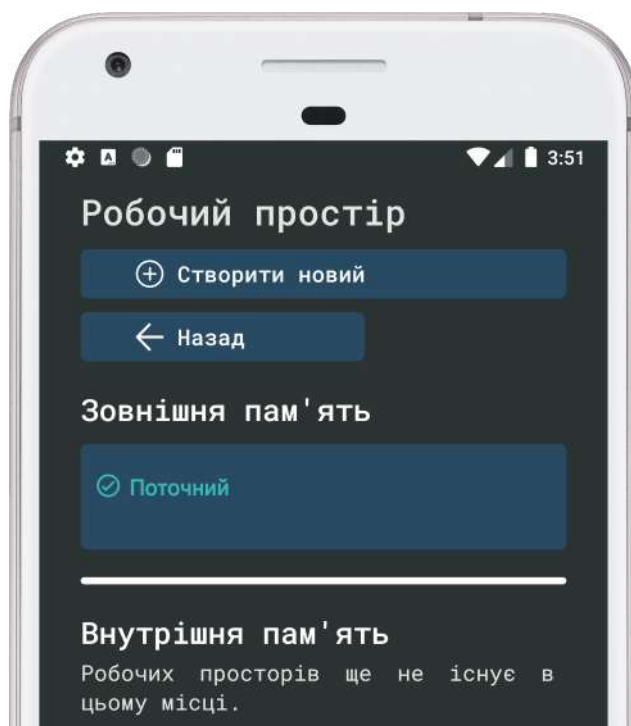 3:51
Робочий простір
Створити новий
Назад
Зовнішня пам'ять
Поточний
Внутрішня пам'ять
Робочих просторів ще не існує в
цьому місці.